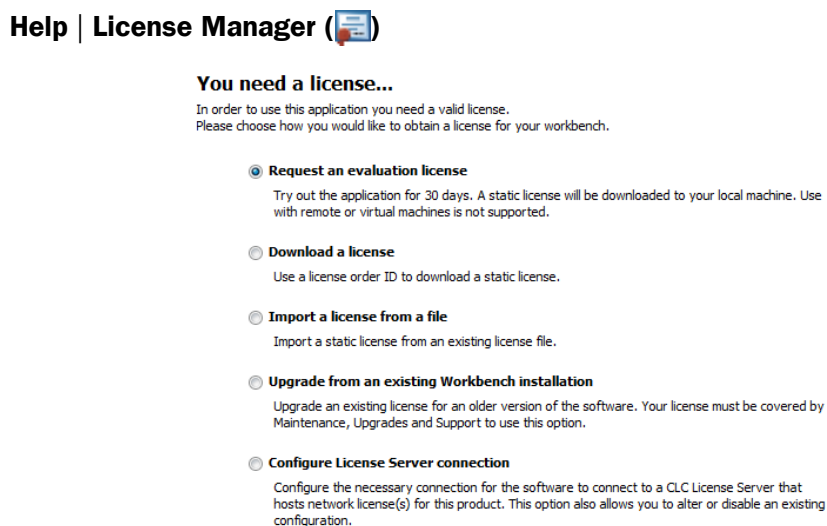 Help | License Manager ( )
You need a license...
In order to use this application you need a valid license.
Please choose how you would like to obtain a license for your workbench.
Request an evaluation license
Try out the application for 30 days. A static license will be downloaded to your local machine. Use
with remote or virtual machines is not supported.
Download a license
Use a license order ID to download a static license.
Import a license from a file
Import a static license from an existing license file.
Upgrade from an existing Workbench installation
Upgrade an existing license for an older version of the software. Your license must be covered by
Maintenance, Upgrades and Support to use this option.
Configure License Server connection
Configure the necessary connection for the software to connect to a CLC License Server that
hosts network license(s) for this product. This option also allows you to alter or disable an existing
configuration.